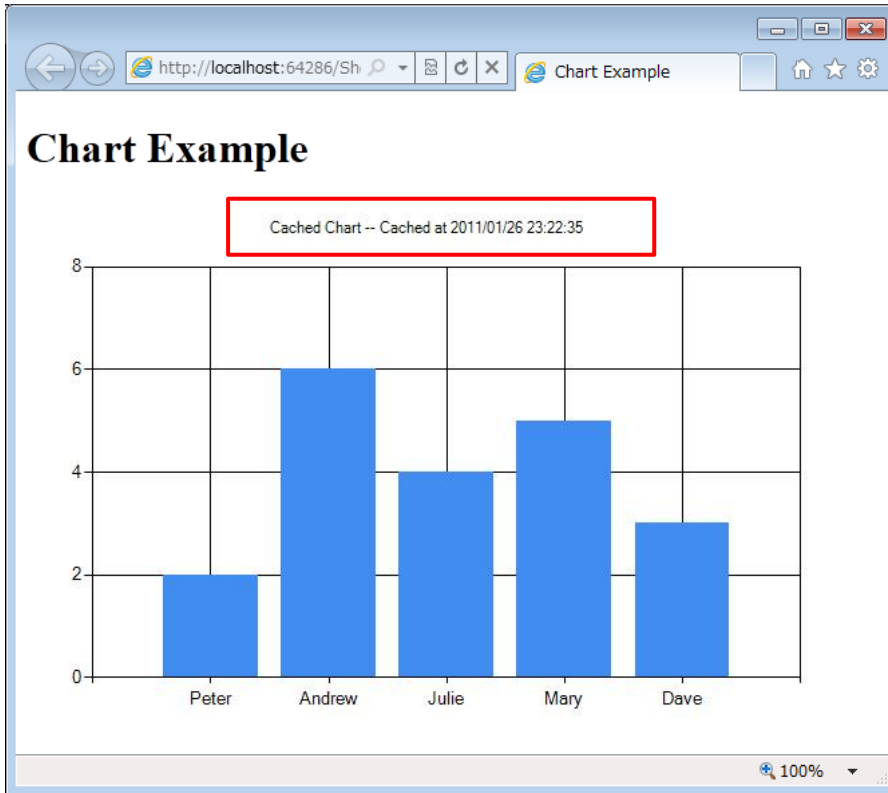 http://localhost:64286/Sh
Chart Example
Chart Example
Cached Chart -- Cached at 2011/01/26 23:22:35
8
6
4
2
0
Peter Andrew Julie Mary Dave
100%